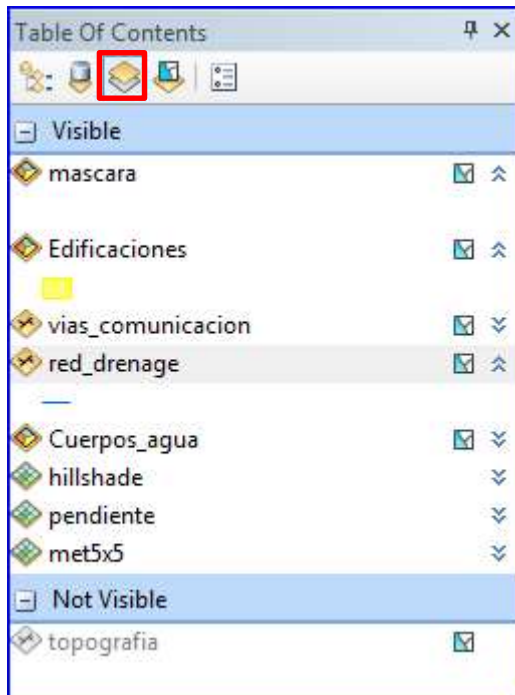 Table Of Contents
Visible
mascara
Edificaciones
vias_comunicacion
red_drenage
Cuerpos_agua
hillshade
pendiente
met5x5
Not Visible
topografia